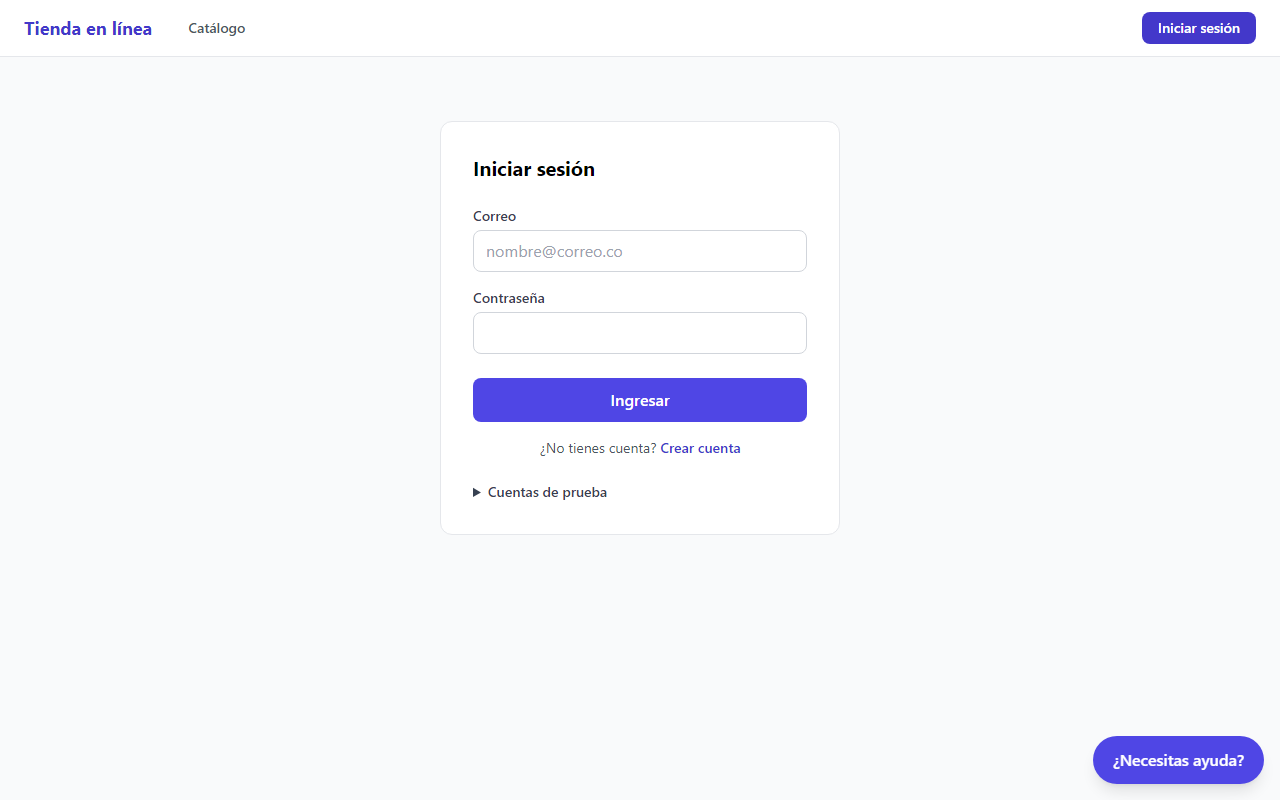 Tienda en línea
Catálogo
Iniciar sesión
Iniciar sesión
Correo
nombre@correo.co
Contraseña
Ingresar
¿No tienes cuenta? Crear cuenta
Cuentas de prueba
¿Necesitas ayuda?